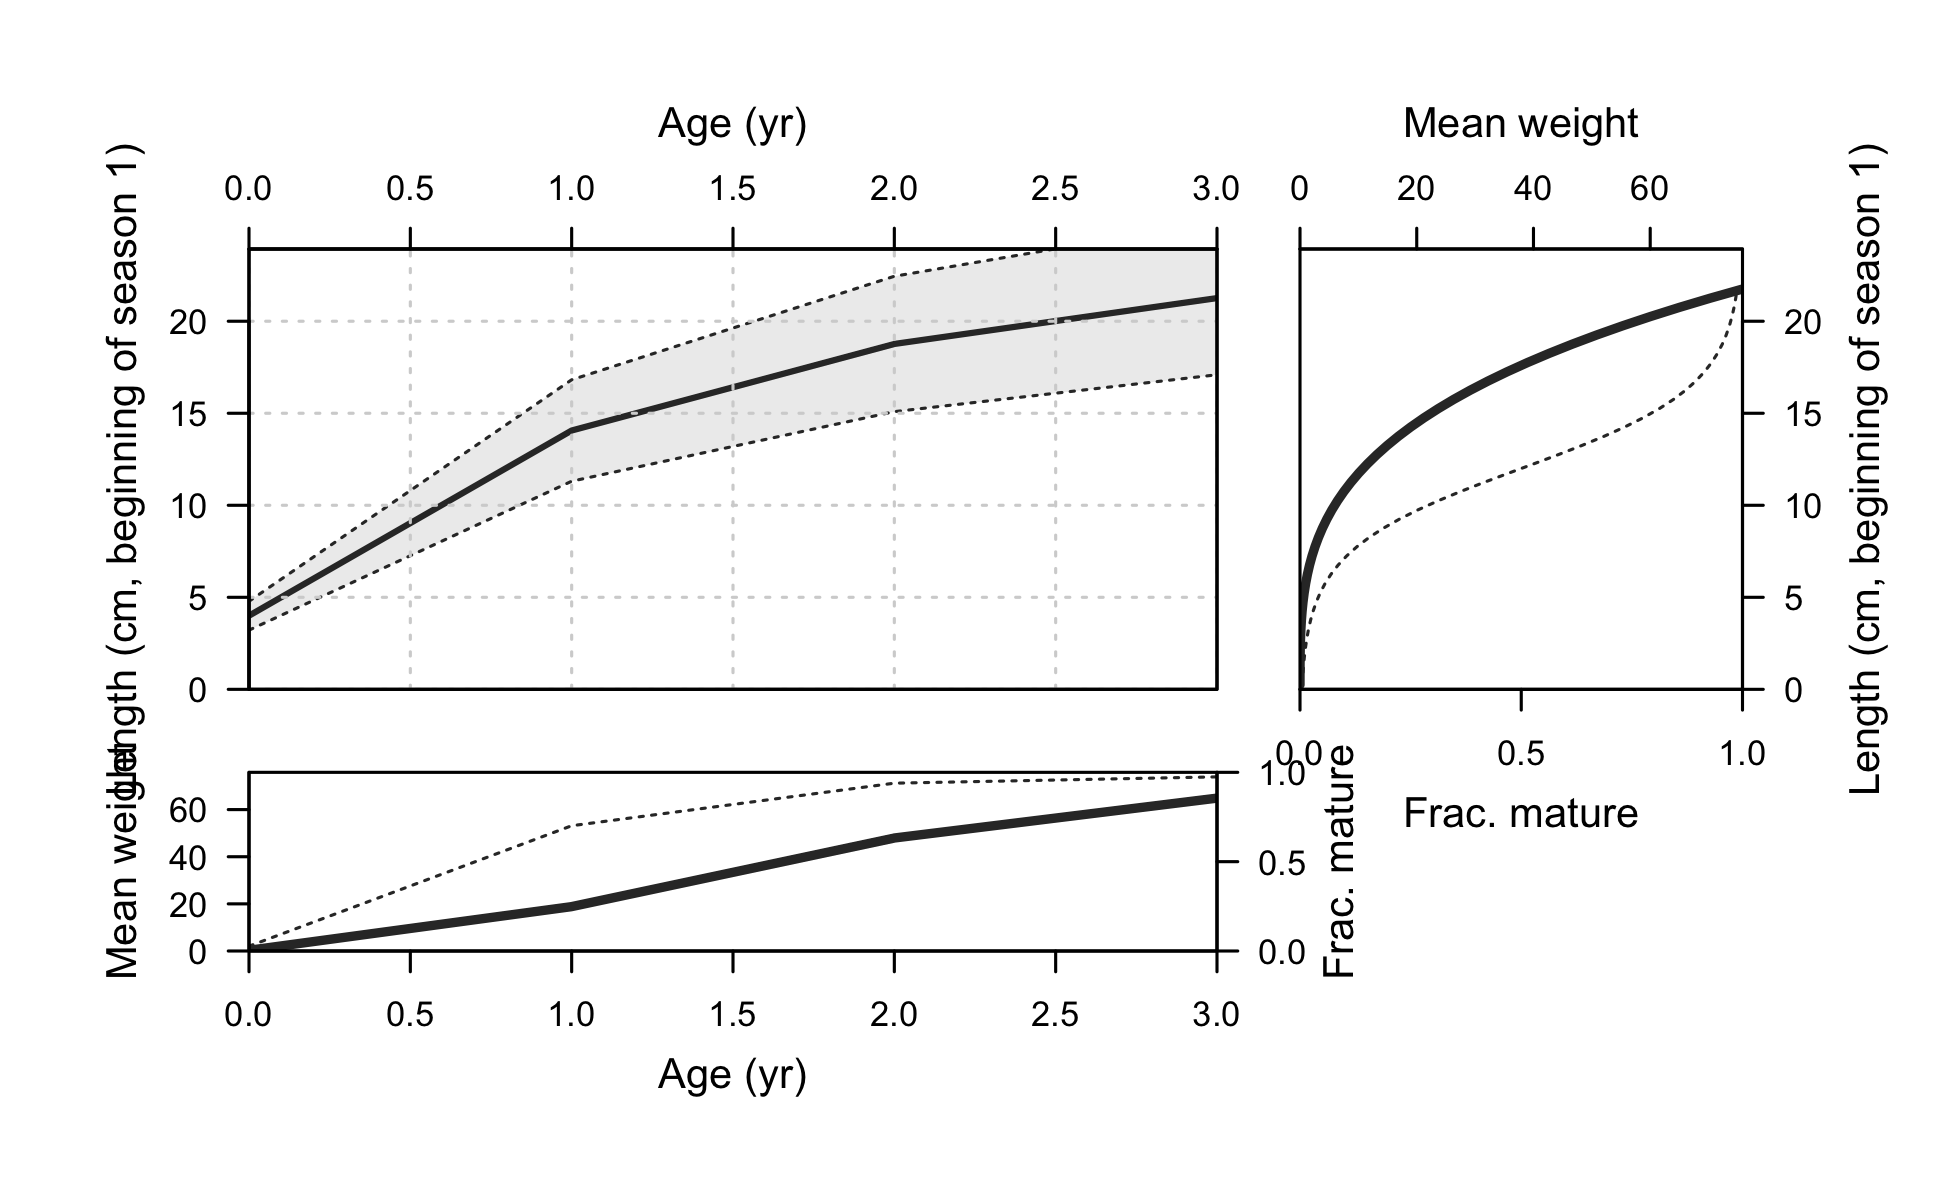 Age (yr)
Mean weight
0.0 0.5 1.0 1.5 2.0 2.5 3.0
0 20 40 60
Length (cm, beginning of season 1)
20
15
10
5
0
20
15
10
5
0
Length (cm, beginning of season 1)
0.0 0.5 1.0
Frac. mature
Mean weight
60
40
20
0
1.0
0.5
0.0
Frac. mature
0.0 0.5 1.0 1.5 2.0 2.5 3.0
Age (yr)